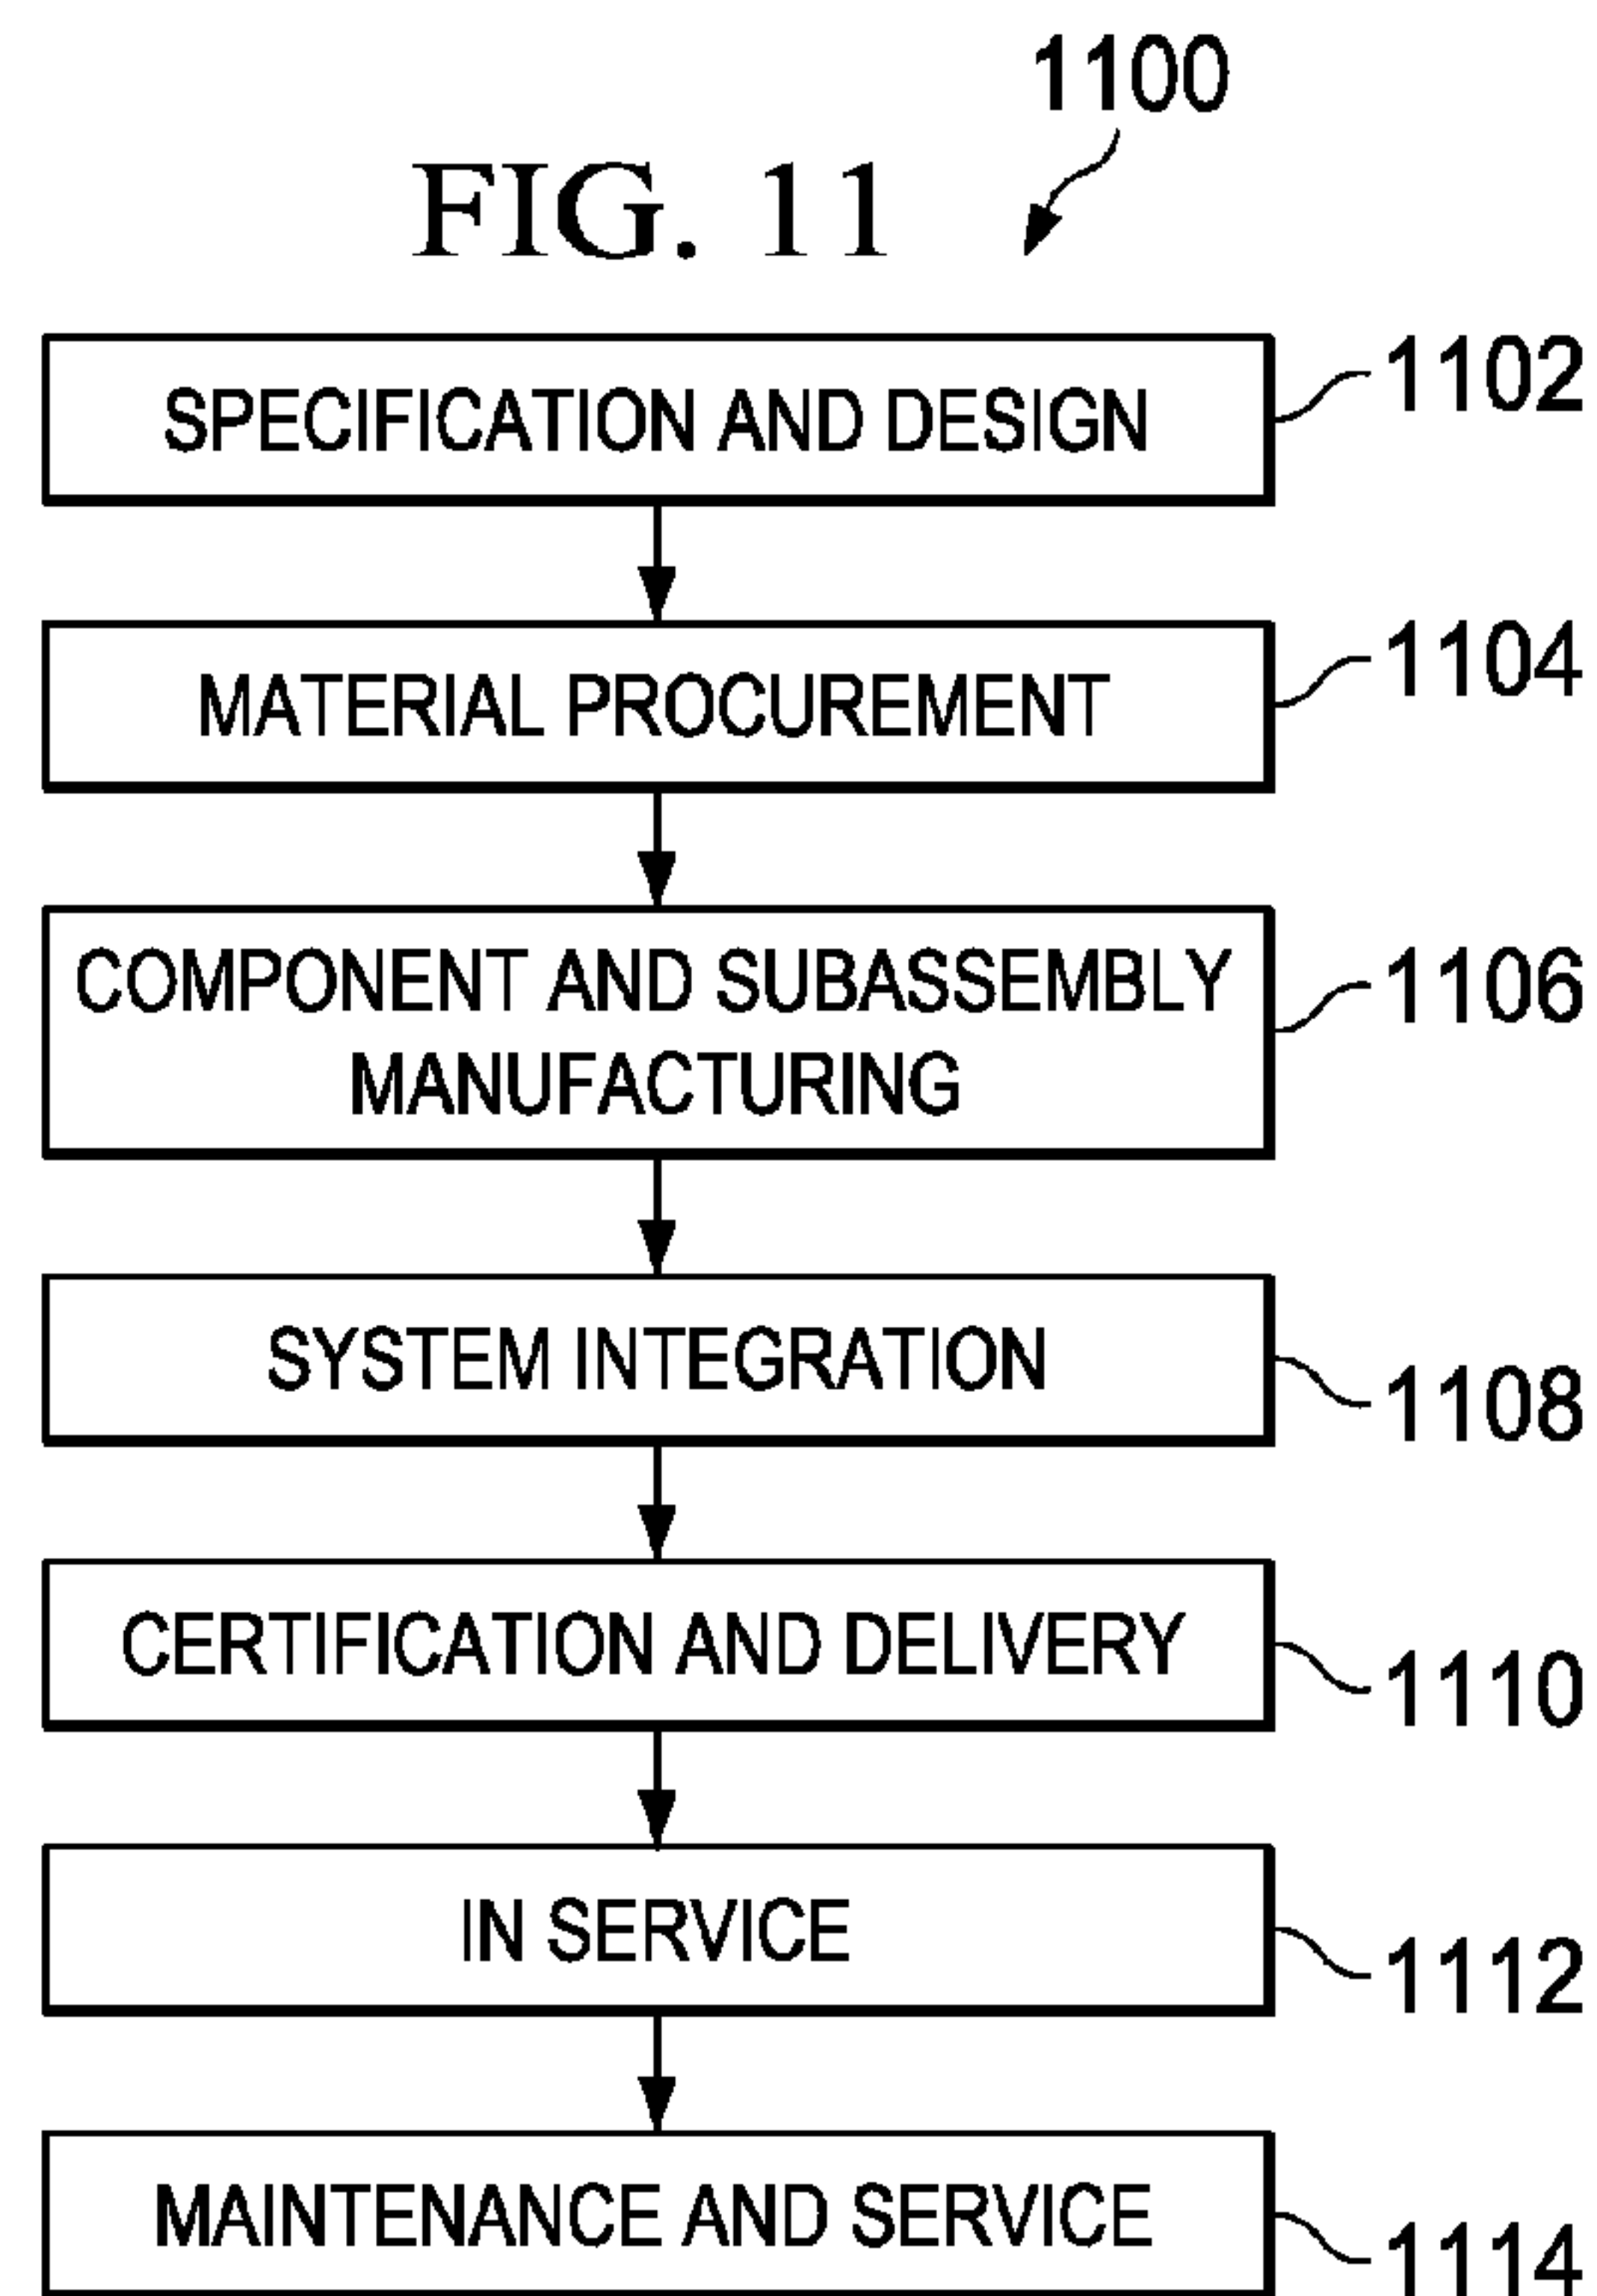 1100
FIG. 11
SPECIFICATION AND DESIGN
1102
MATERIAL PROCUREMENT
1104
COMPONENT AND SUBASSEMBLY
MANUFACTURING
1106
SYSTEM INTEGRATION
1108
CERTIFICATION AND DELIVERY
1110
IN SERVICE
1112
MAINTENANCE AND SERVICE
1114